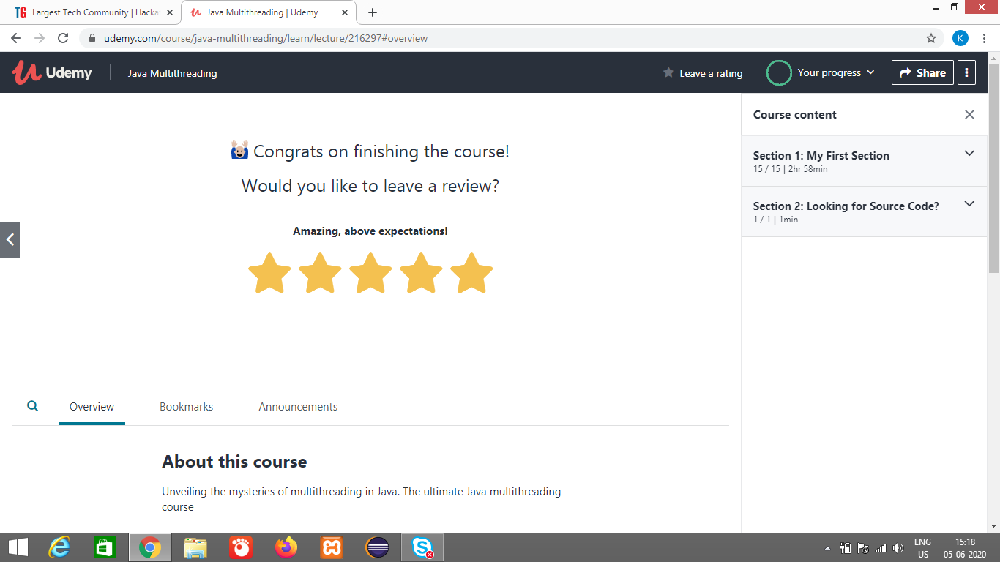 TG Largest Tech Community | Hacka
Java Multithreading | Udemy
udemy.com/course/java-multithreading/learn/lecture/216297#overview
K
Udemy
Java Multithreading
Leave a rating
Your progress
Share
Congrats on finishing the course!
Would you like to leave a review?
Amazing, above expectations!
Course content
Section 1: My First Section
15 / 15 | 2hr 58min
Section 2: Looking for Source Code?
1 / 1 | 1min
Overview
Bookmarks
Announcements
About this course
Unveiling the mysteries of multithreading in Java. The ultimate Java multithreading
course
ENG
US
15:18
05-06-2020